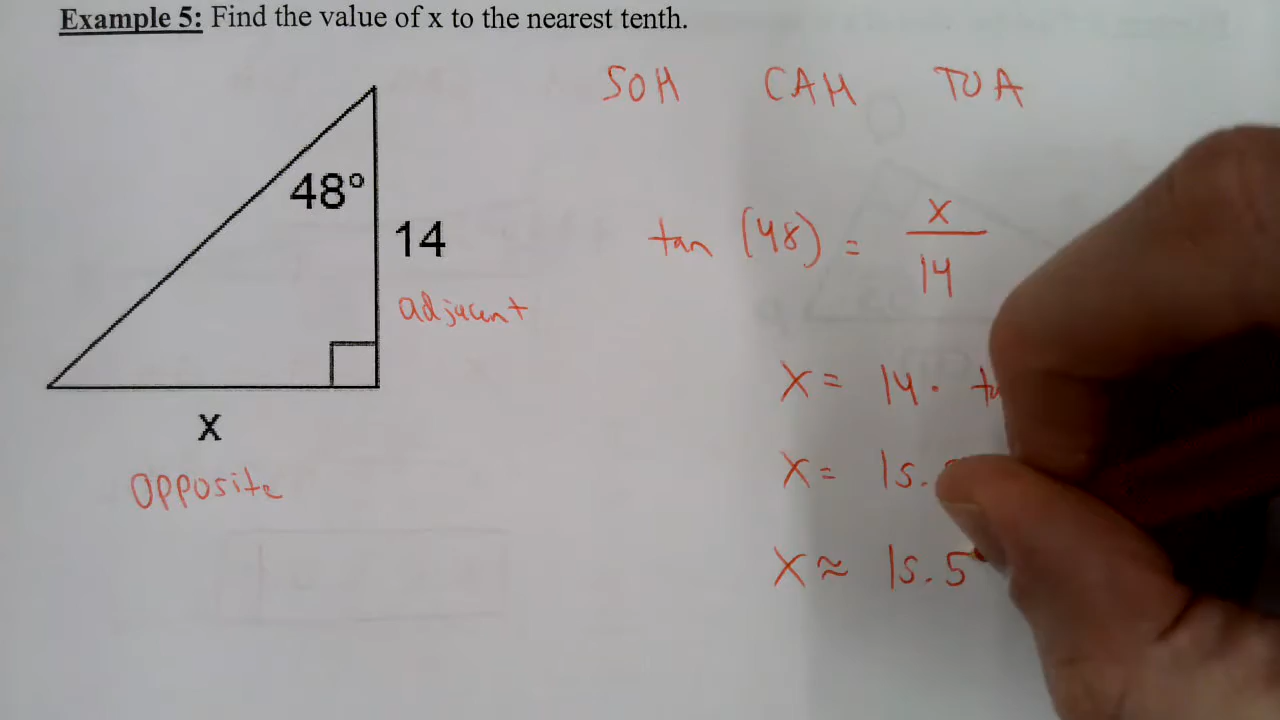 Example 5: Find the value of x to the nearest tenth.
SOH CAH TOA
48°
14
adjacent
x
opposite
tan (48) = x
14
x = 14 ·
x = 15.
x ≈ 15.5